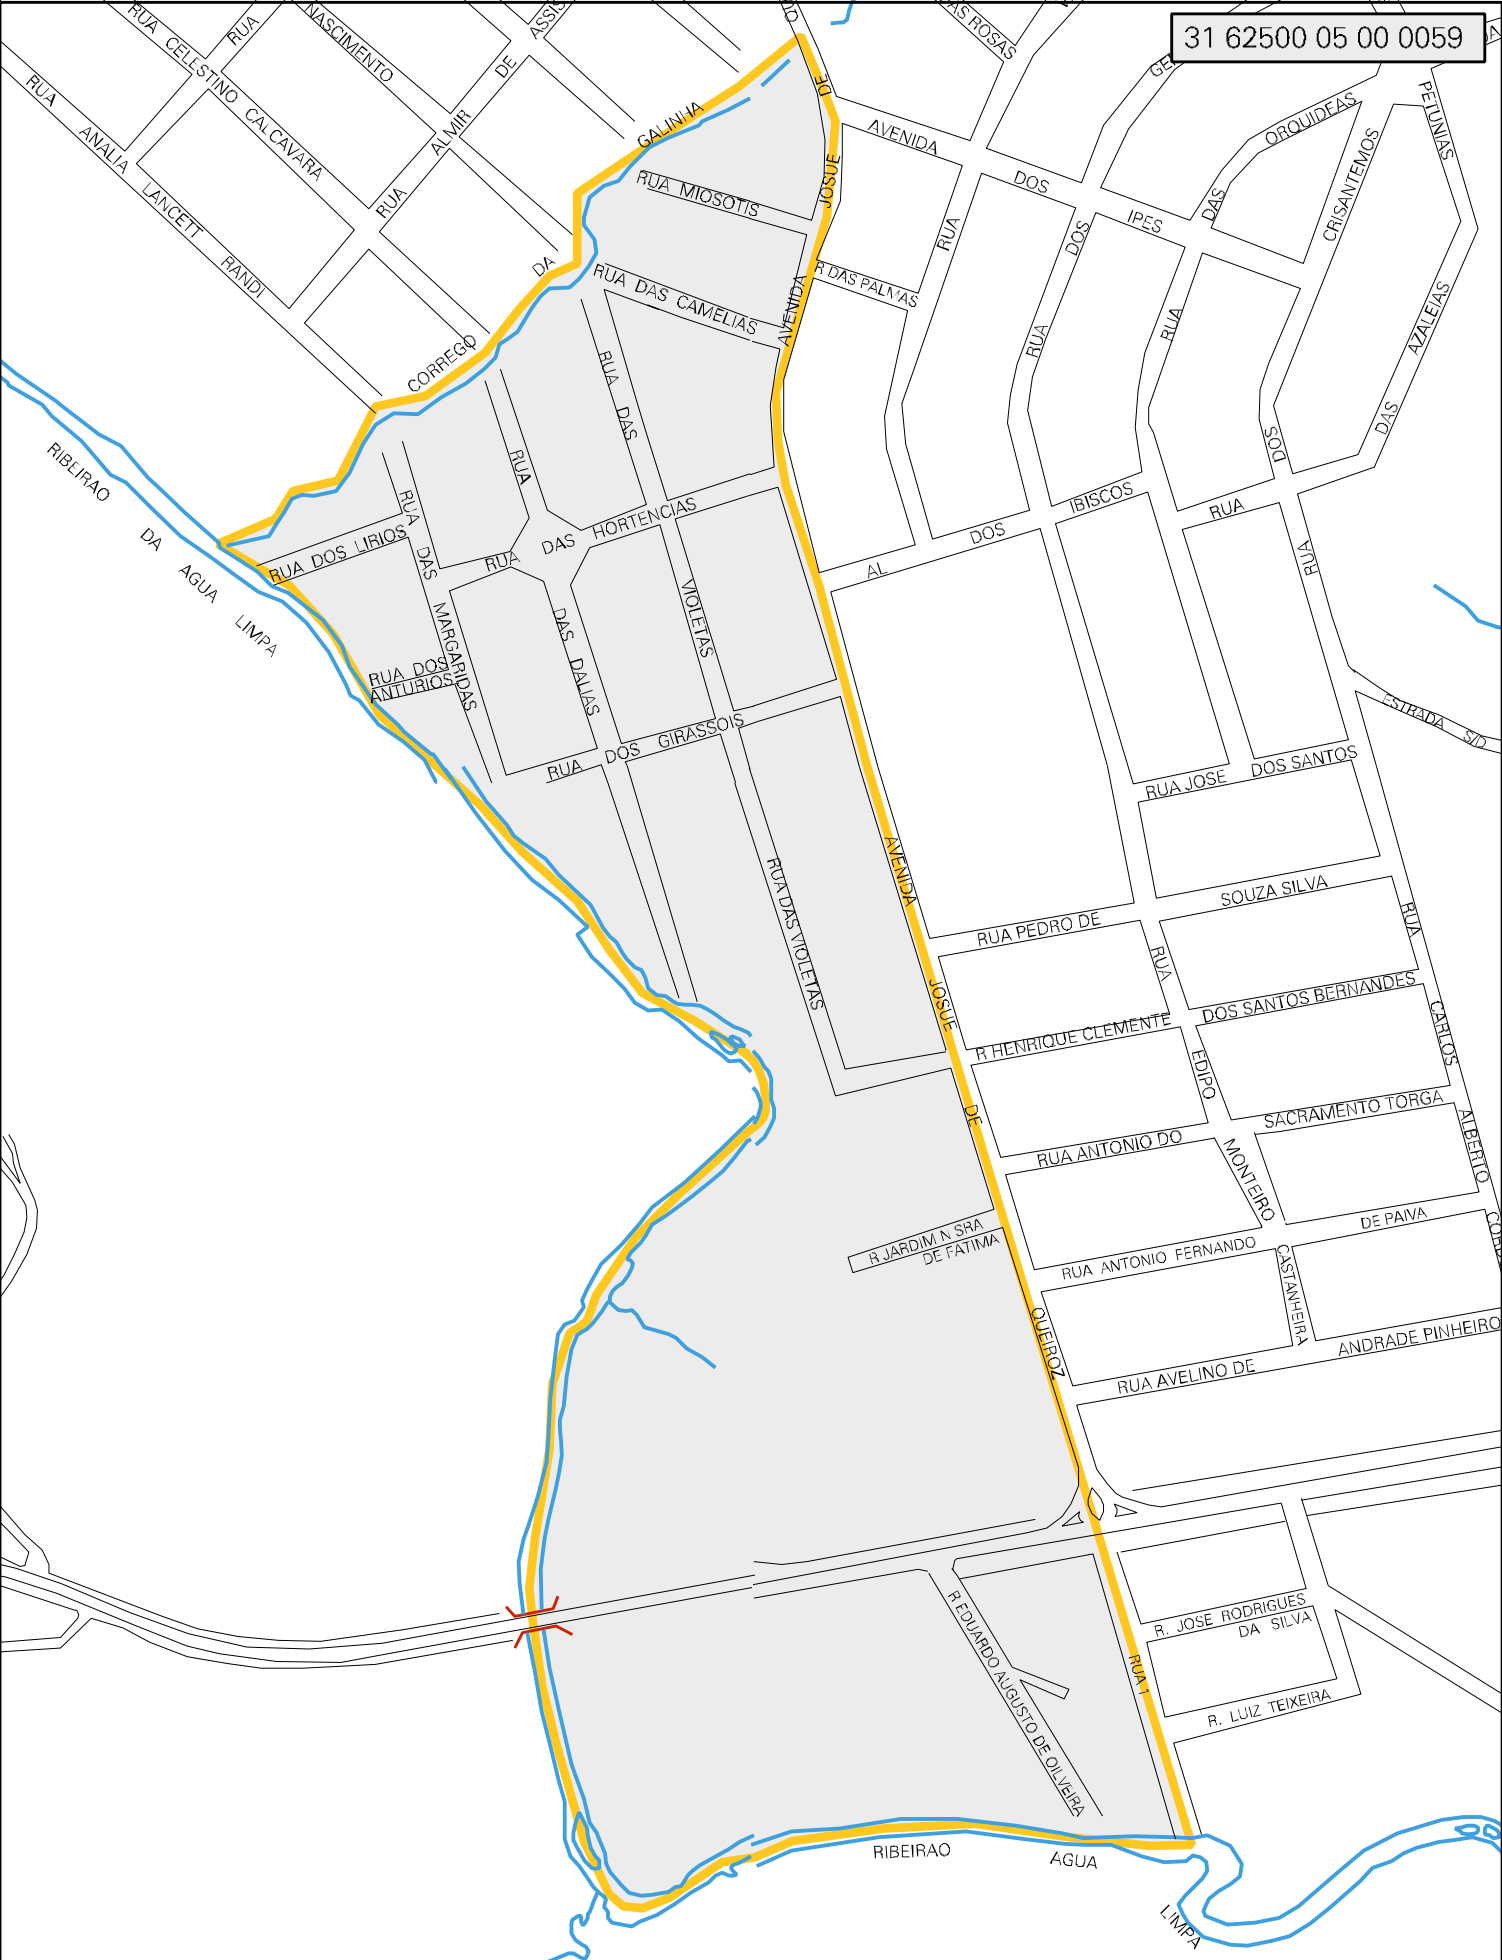 31 62500 05 00 0059
RUA CELESTINO CALCAVARA
RUA
NASCIMENTO
RUA ALMIR DE ASSIS
RUA ANALIA LANCETT RANDI
CORREGO DA GALINHA
DAS ROSAS
RUA MIOSOTIS
RUA DAS CAMELIAS
AVENIDA JOSUE DE
R DAS PALMAS
AVENIDA DOS IPES
RUA
RUA DOS
RUA DAS ORQUIDEAS
CRISANTEMOS
PETUNIAS
DAS AZALEIAS
RUA
DOS
RIBEIRAO DA AGUA LIMPA
RUA DOS LIRIOS
RUA DAS MARGARIDAS
RUA DAS HORTENCIAS
RUA DAS VIOLETAS
RUA DAS DALIAS
RUA DOS
ANTURIOS
RUA DOS GIRASSOIS
AL DOS IBISCOS
ESTRADA S/D
RUA JOSE DOS SANTOS
RUA DAS VIOLETAS
AVENIDA JOSUE DE QUEIROZ
RUA PEDRO DE SOUZA SILVA
RUA EDIPO MONTEIRO CASTANHEIRA
RUA CARLOS ALBERTO
R HENRIQUE CLEMENTE DOS SANTOS BERNANDES
RUA ANTONIO DO SACRAMENTO TORGA
RUA ANTONIO FERNANDO DE PAIVA
R JARDIM N SRA
DE FATIMA
RUA AVELINO DE ANDRADE PINHEIRO
R EDUARDO AUGUSTO DE OILVEIRA
R. JOSE RODRIGUES
DA SILVA
RUA 1
R. LUIZ TEIXEIRA
RIBEIRAO AGUA LIMPA